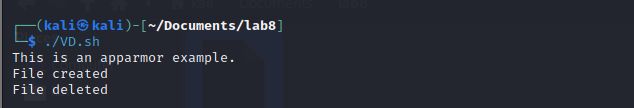 ┌──(kali㉿kali)-[~/Documents/lab8]
└─$ ./VD.sh
This is an apparmor example.
File created
File deleted